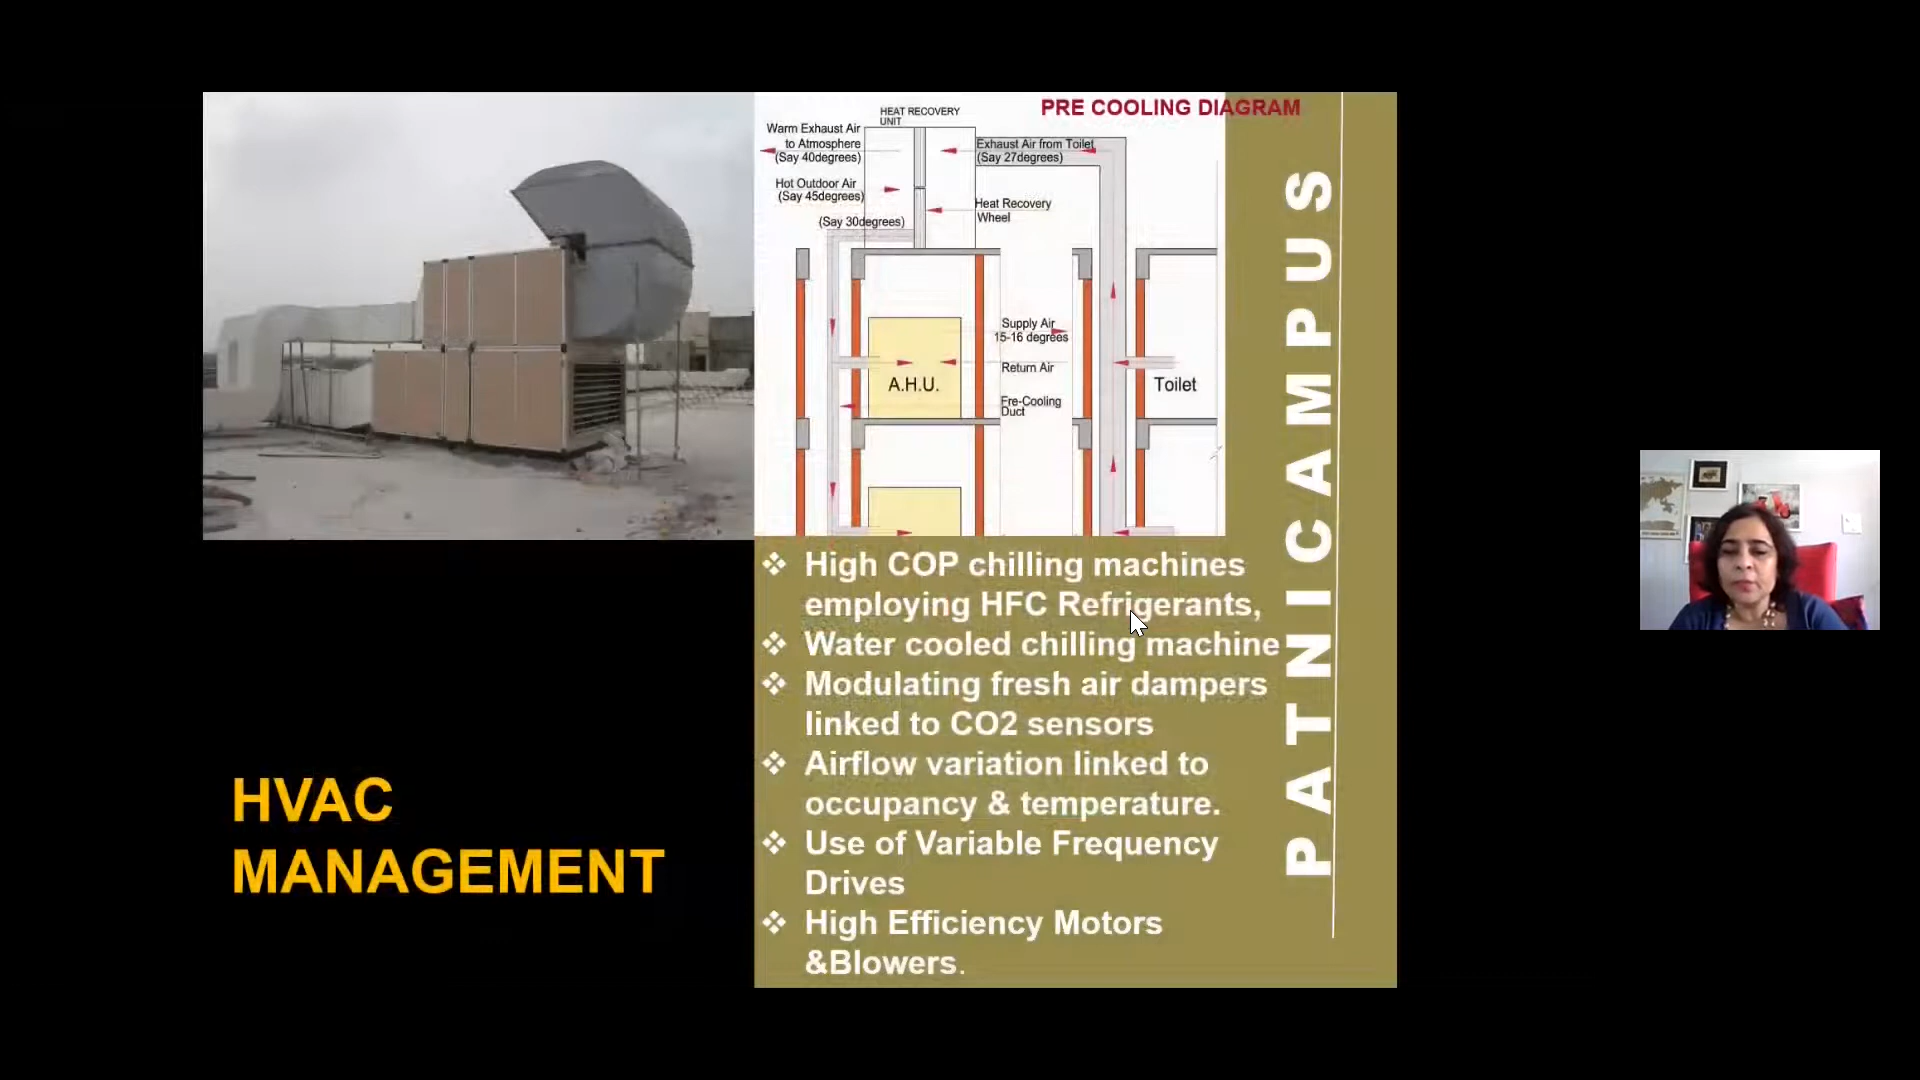 PRE COOLING DIAGRAM
HEAT RECOVERY
UNIT
Warm Exhaust Air
to Atmosphere
(Say 40degrees)
Exhaust Air from Toilet
(Say 27degrees)
Hot Outdoor Air
(Say 45degrees)
Heat Recovery
Wheel
(Say 30degrees)
Supply Air
15-16 degrees
Return Air
A.H.U.
Toilet
Fre-Cooling
Duct
❖ High COP chilling machines
employing HFC Refrigerants,
❖ Water cooled chilling machine
❖ Modulating fresh air dampers
linked to CO2 sensors
❖ Airflow variation linked to
occupancy & temperature.
❖ Use of Variable Frequency
Drives
❖ High Efficiency Motors
&Blowers.
PATNI CAMPUS
HVAC
MANAGEMENT